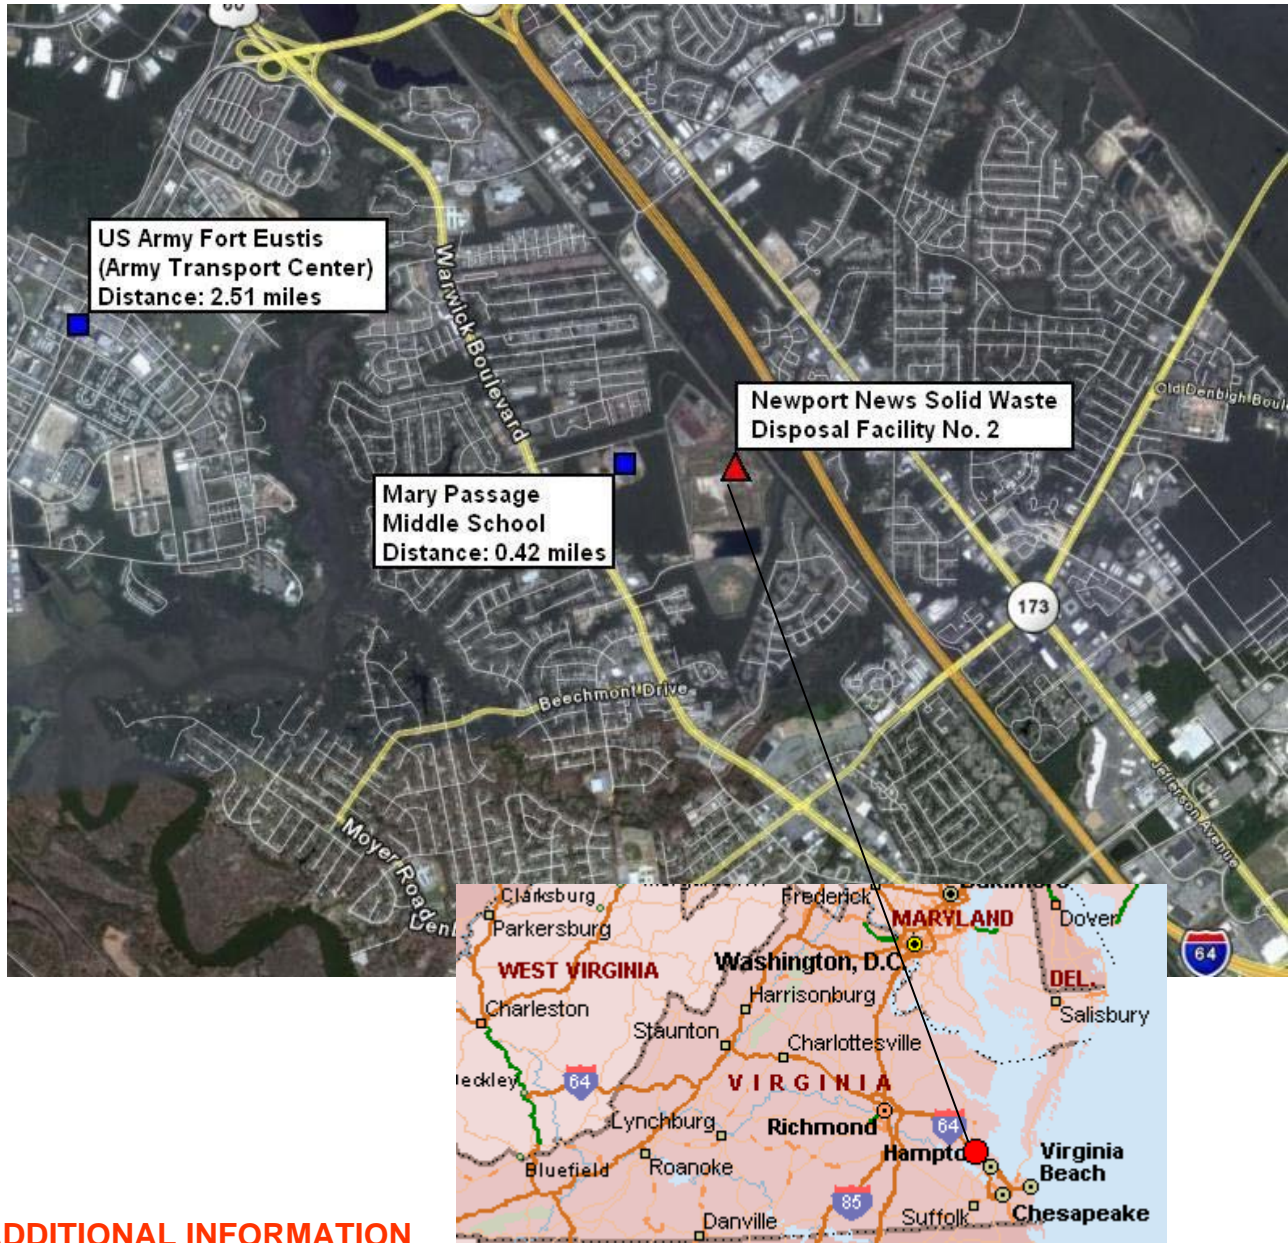 60
US Army Fort Eustis
(Army Transport Center)
Distance: 2.51 miles
Warwick Boulevard
Newport News Solid Waste
Disposal Facility No. 2
Old Denbigh
Mary Passage
Middle School
Distance: 0.42 miles
173
Beechmont Drive
Jefferson Avenue
Moyer Road
64
Clarksburg
Frederick
Parkersburg
MARYLAND
Dover
WEST VIRGINIA
Washington, D.C.
DEL.
Harrisonburg
Salisbury
Charleston
Staunton
Charlottesville
64
VIRGINIA
Lynchburg
Richmond
64
Hampto
Virginia
Beach
Bluefield
Roanoke
85
Suffolk
Chesapeake
Danville
DDITIONAL INFORMATION